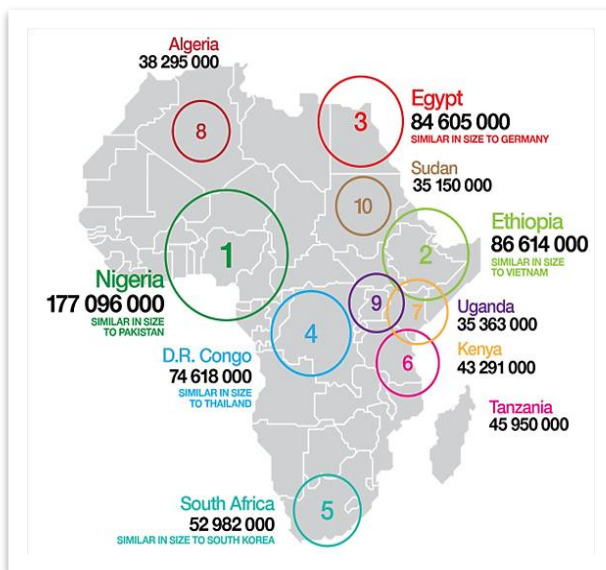 Algeria
38 295 000
8
3
Egypt
84 605 000
SIMILAR IN SIZE TO GERMANY
Sudan
35 150 000
10
Ethiopia
86 614 000
SIMILAR IN SIZE
TO VIETNAM
2
1
Nigeria
177 096 000
SIMILAR IN SIZE
TO PAKISTAN
9
7
Uganda
35 363 000
4
Kenya
43 291 000
D.R. Congo
74 618 000
SIMILAR IN SIZE
TO THAILAND
6
Tanzania
45 950 000
South Africa
52 982 000
SIMILAR IN SIZE TO SOUTH KOREA
5